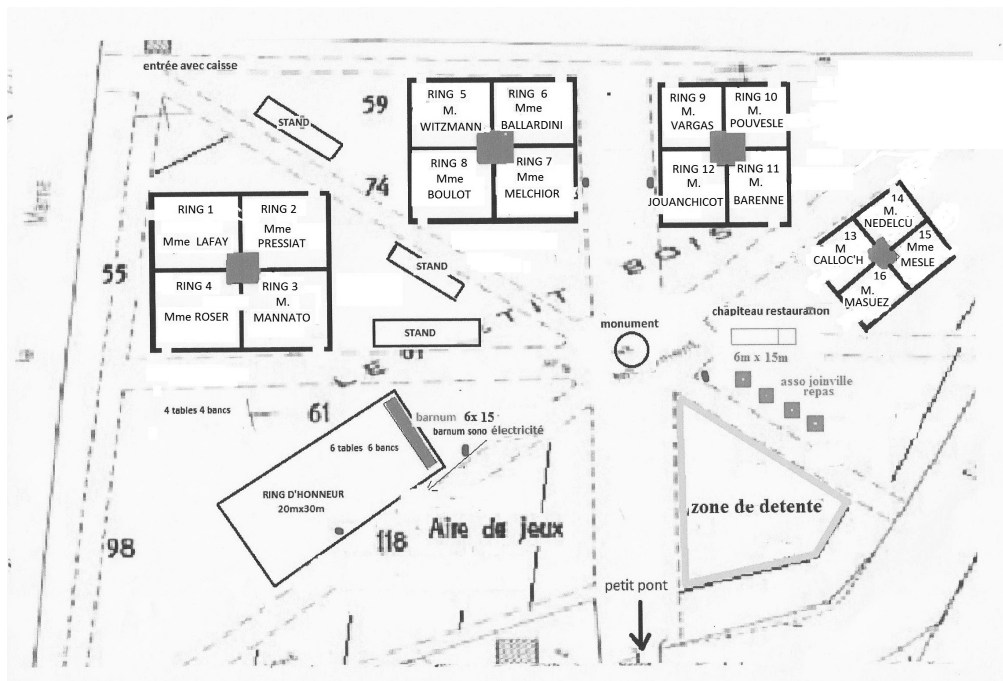 entrée avec caisse
STAND
59
RING 5
M.
WITZMANN
RING 6
Mme
BALLARDINI
RING 8
Mme
BOULOT
RING 7
Mme
MELCHIOR
RING 9
M.
VARGAS
RING 10
M.
POUVESLE
RING 12
M.
JOUANCHICOT
RING 11
M.
BARENNE
74
14
M.
NEDELCU
13
M
CALLOC'H
15
Mme
MESLE
16
M.
MASUEZ
RING 1
Mme LAFAY
RING 2
Mme
PRESSIAT
RING 4
Mme ROSER
RING 3
M.
MANNATO
55
STAND
BOIS
STAND
monument
chapiteau restauration
6m x 15m
asso joinville
repas
4 tables 4 bancs
61
barnum 6x 15
barnum sono électricité
6 tables 6 bancs
RING D'HONNEUR
20mx30m
98
118 Aire de jeux
zone de detente
petit pont